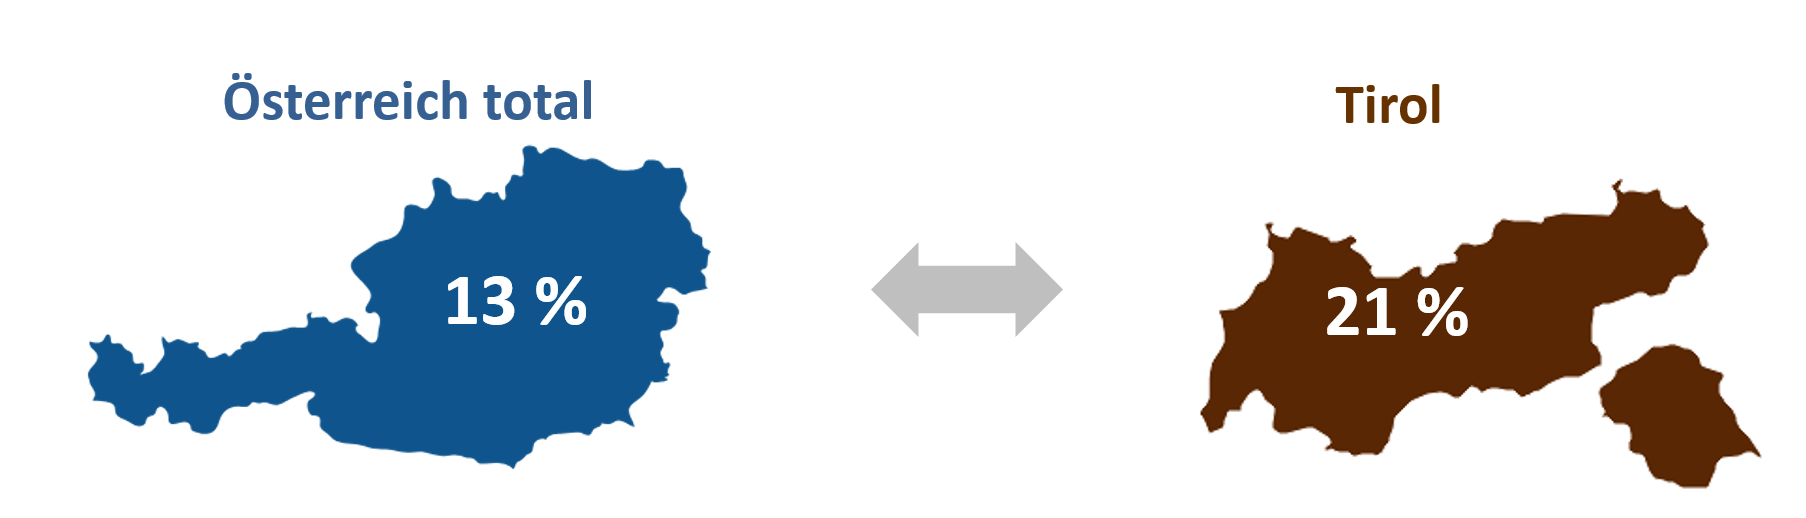 Österreich total
Tirol
13 %
21 %